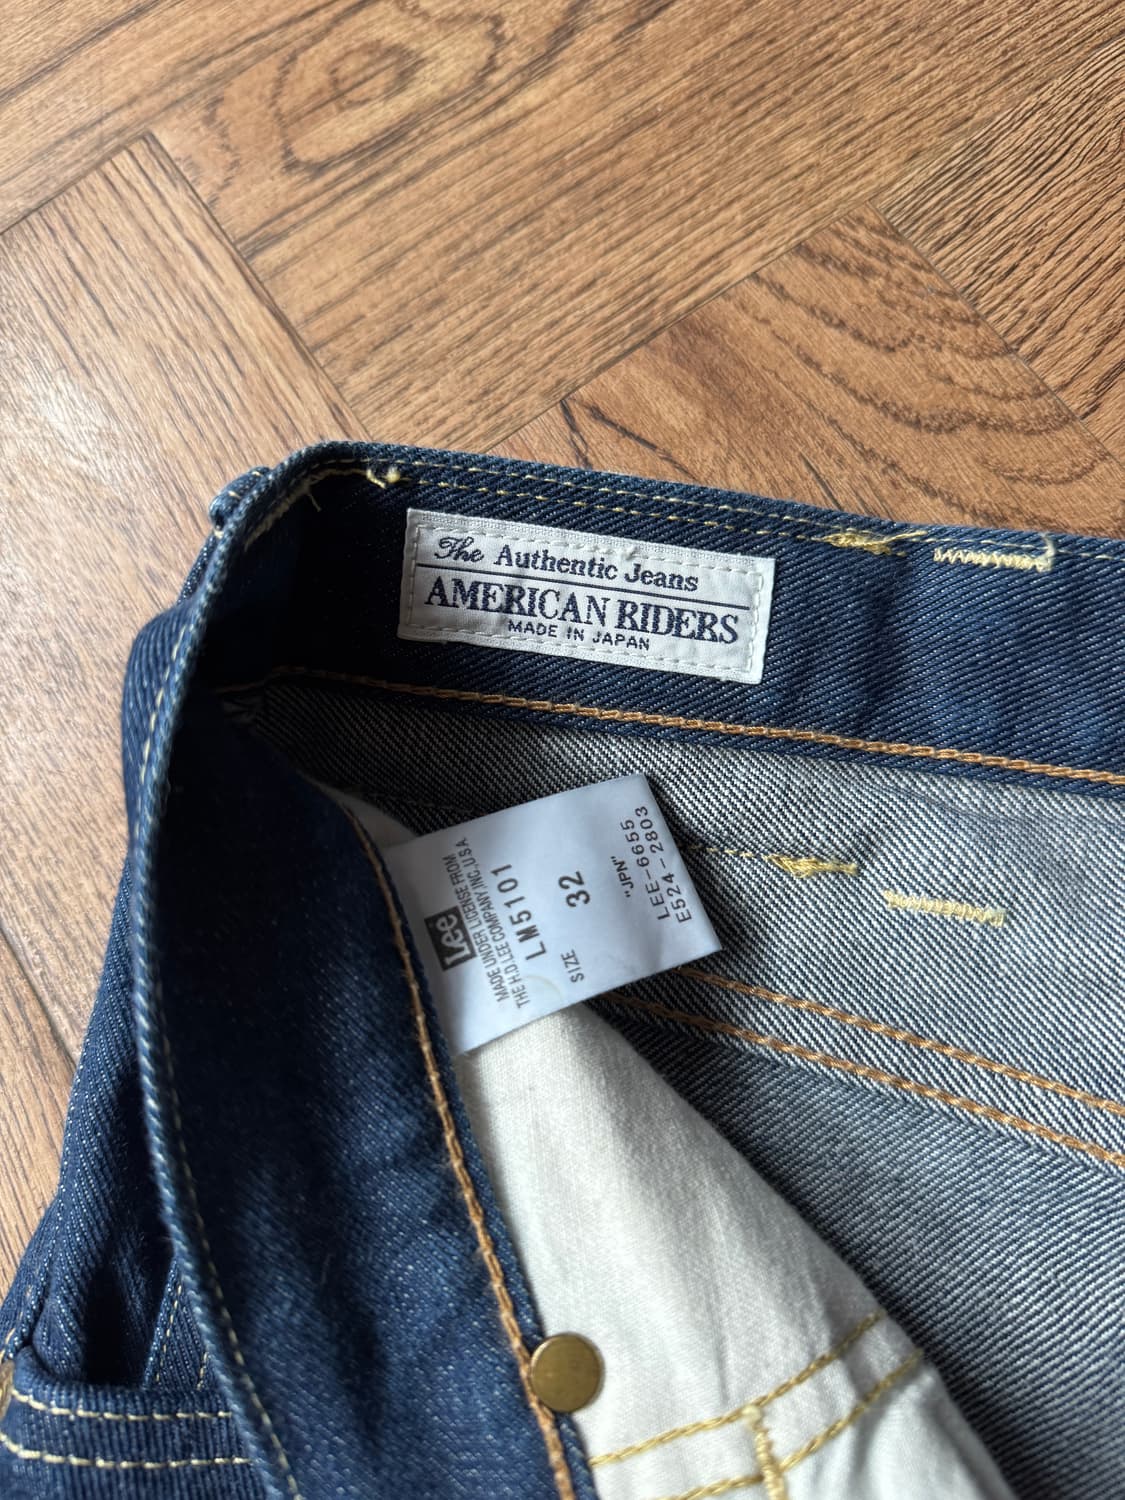 The Authentic Jeans
AMERICAN RIDERS
MADE IN JAPAN
Lee
MADE UNDER LICENSE FROM
THE H.D.LEE COMPANY,INC.,U.S.A.
LM5101
SIZE 32
"JPN"
LEE-6655
E524-2803